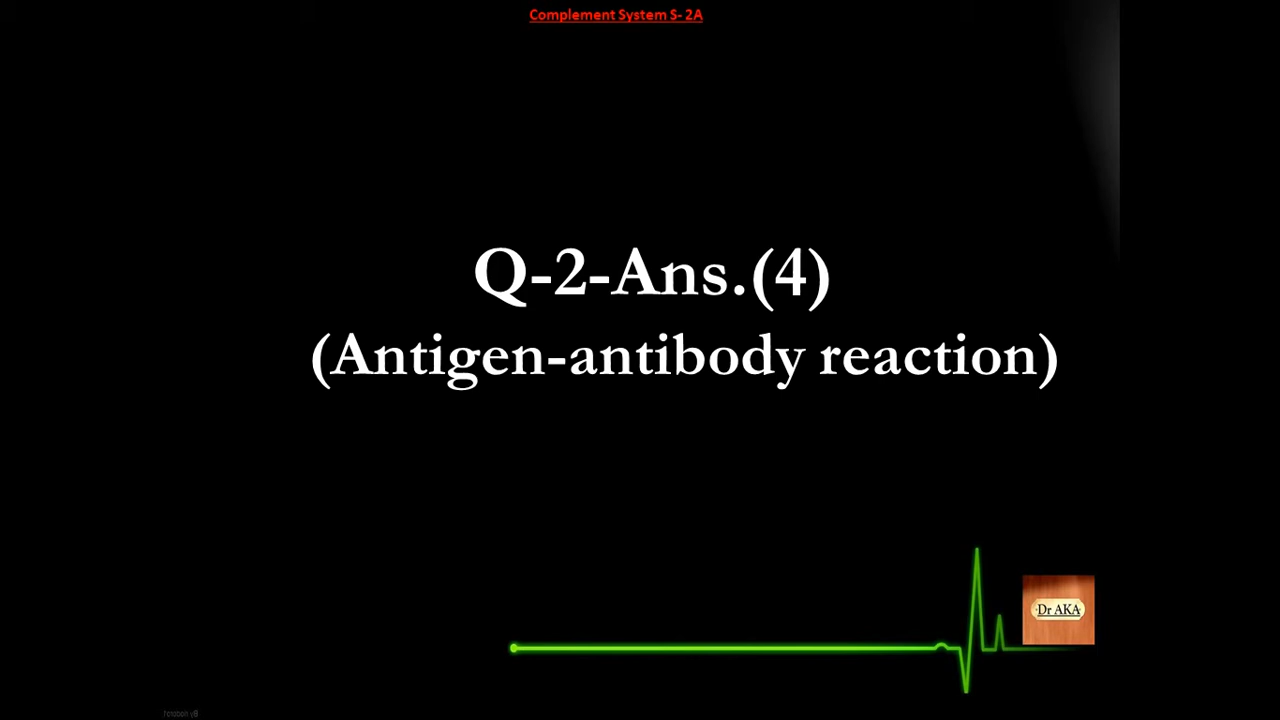 Complement System S- 2A
Q-2-Ans.(4)
(Antigen-antibody reaction)
Dr AKA